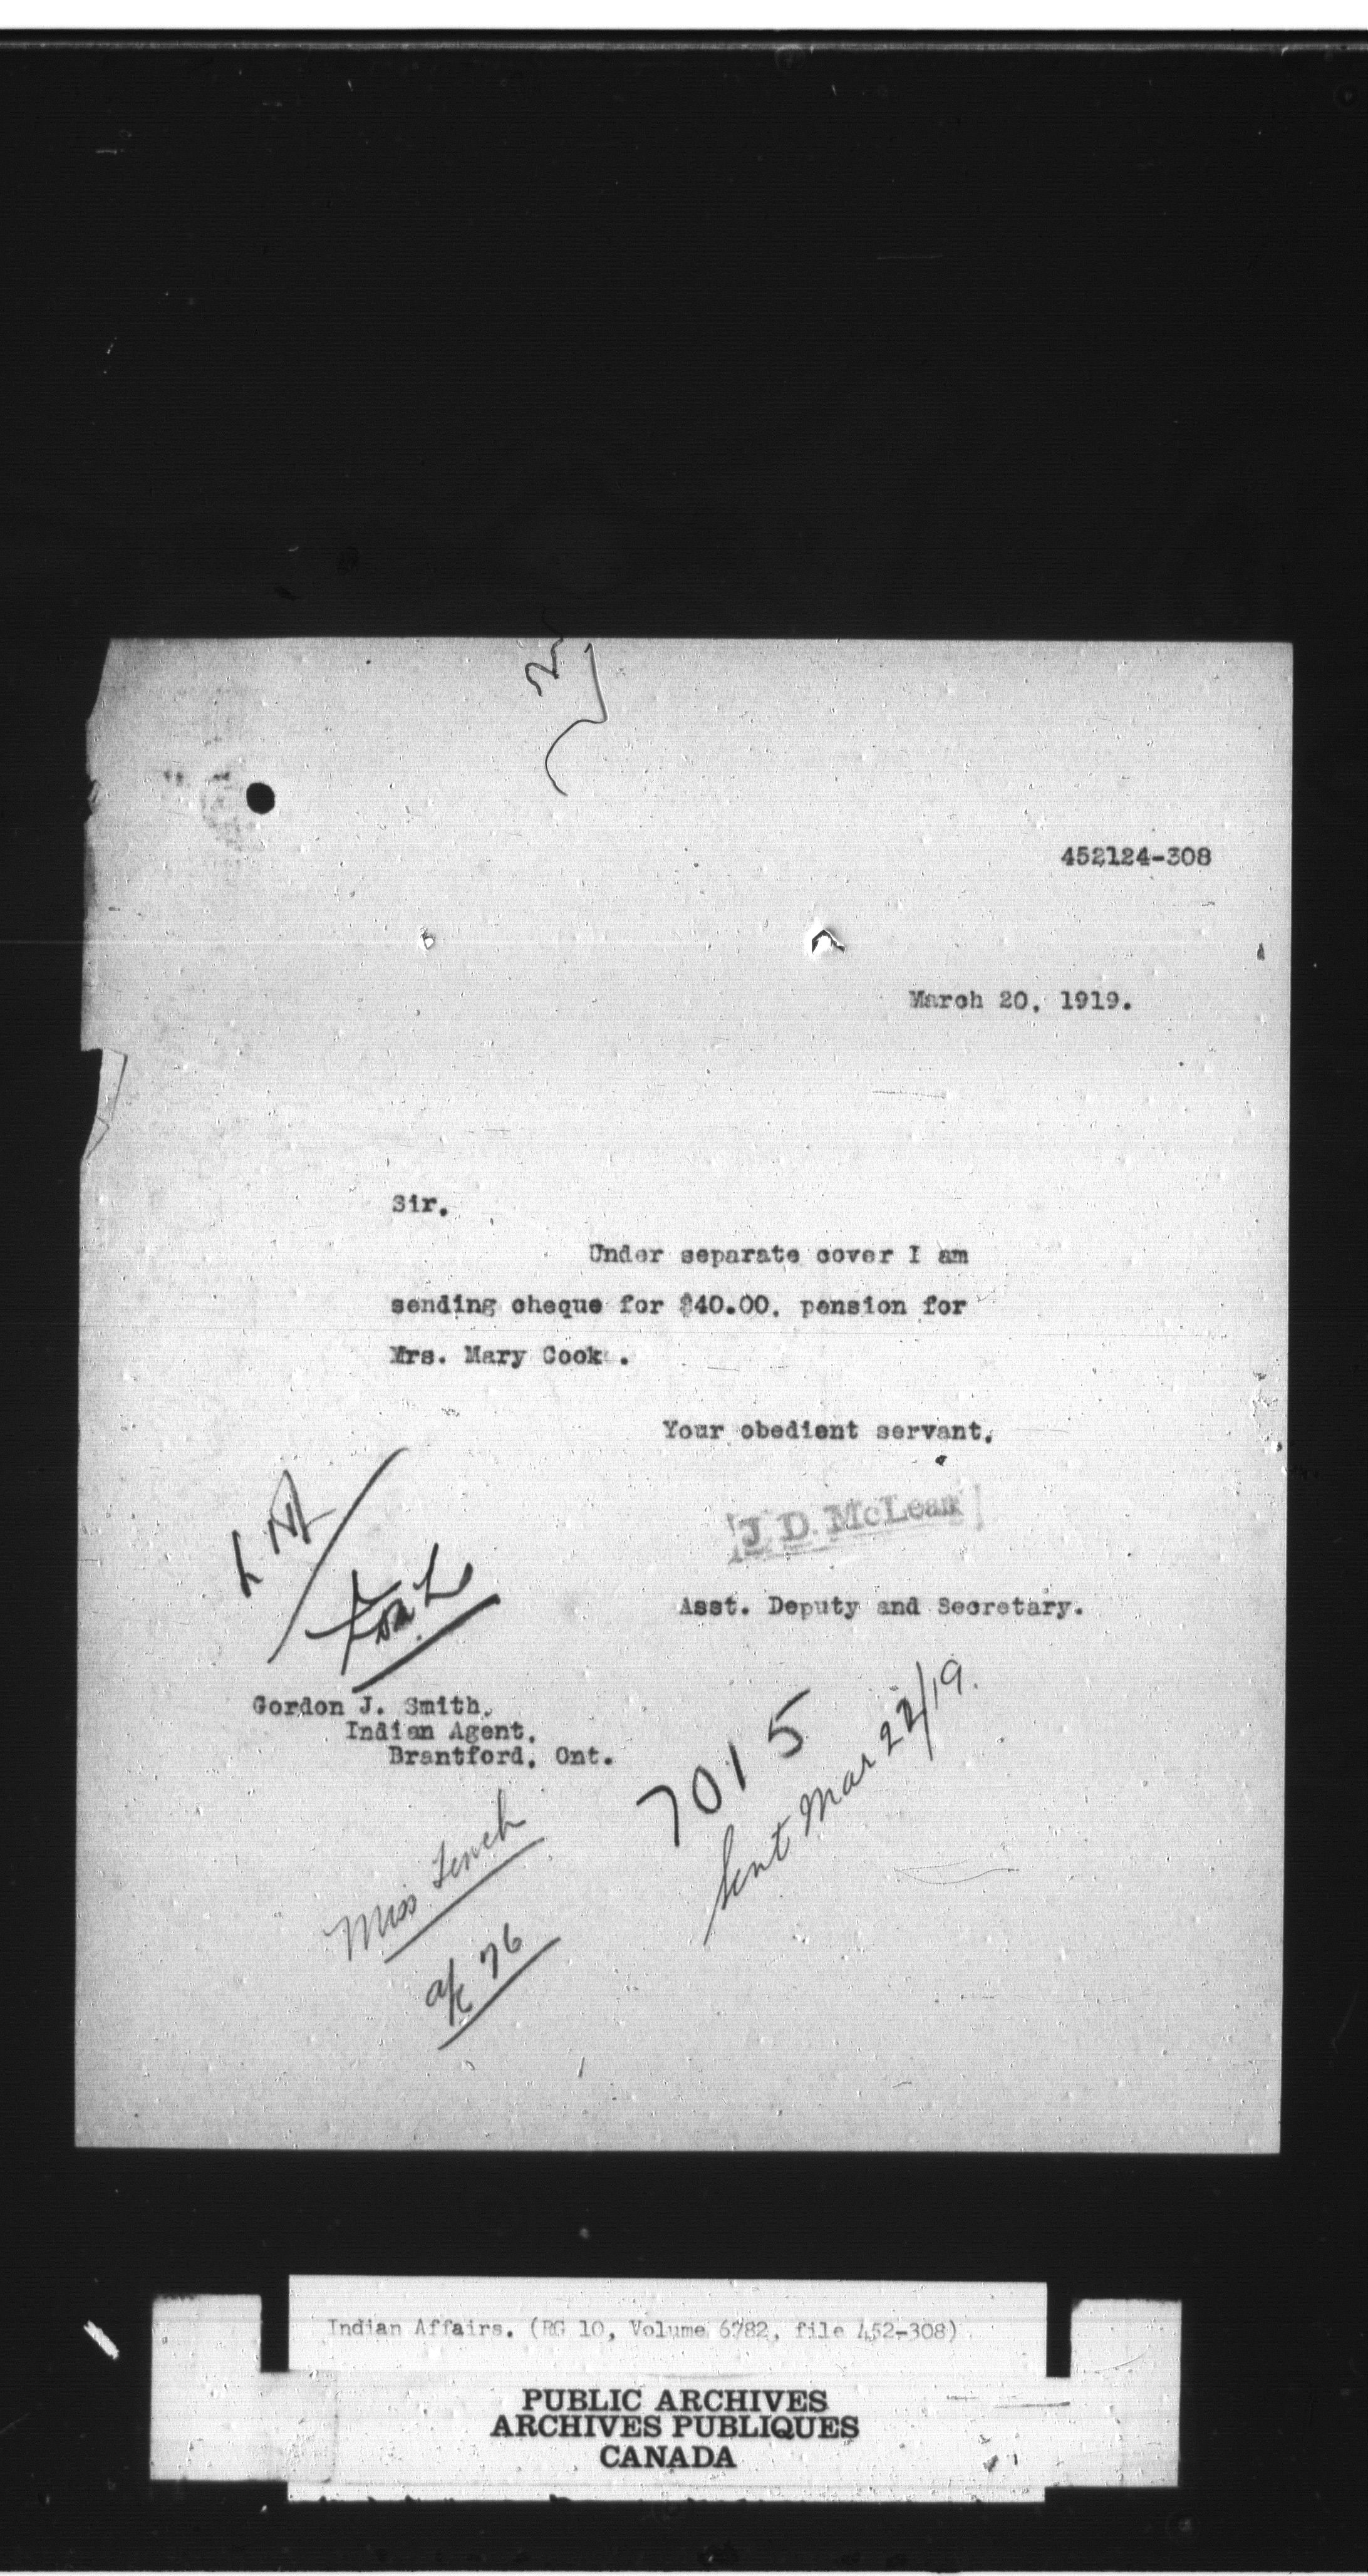 452124-308
March 20, 1919.
Sir,
Under separate cover I am
sending cheque for $40.00, pension for
Mrs. Mary Cook .
Your obedient servant,
J. D. McLean
Asst. Deputy and Secretary.
Gordon J. Smith,
Indian Agent,
Brantford, Ont.
7015
Sent Mar 22/19.
Miss
a/c 76
Indian Affairs. (RG 10, Volume 6782, file 452-308)
PUBLIC ARCHIVES
ARCHIVES PUBLIQUES
CANADA